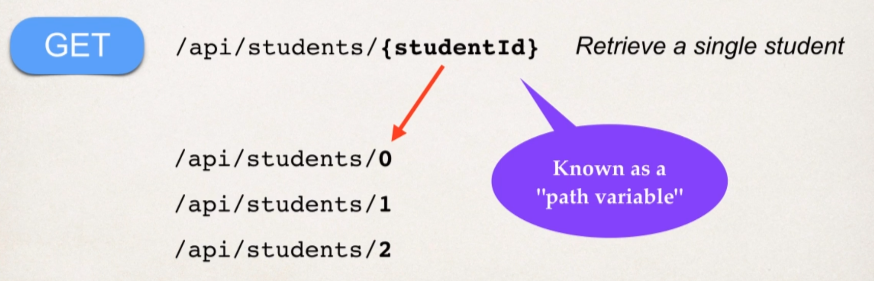 GET /api/students/{studentId} Retrieve a single student
Known as a
"path variable"
/api/students/0
/api/students/1
/api/students/2